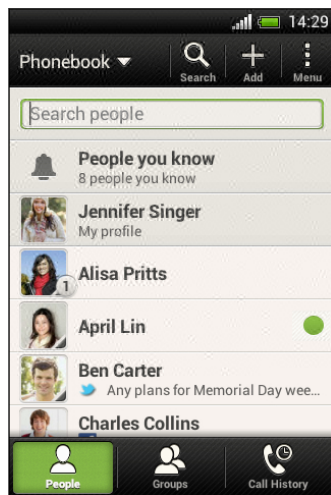 14:29
Phonebook
Search
Add
Menu
Search people
People you know
8 people you know
Jennifer Singer
My profile
1
Alisa Pritts
April Lin
Ben Carter
Any plans for Memorial Day wee...
Charles Collins
People
Groups
Call History